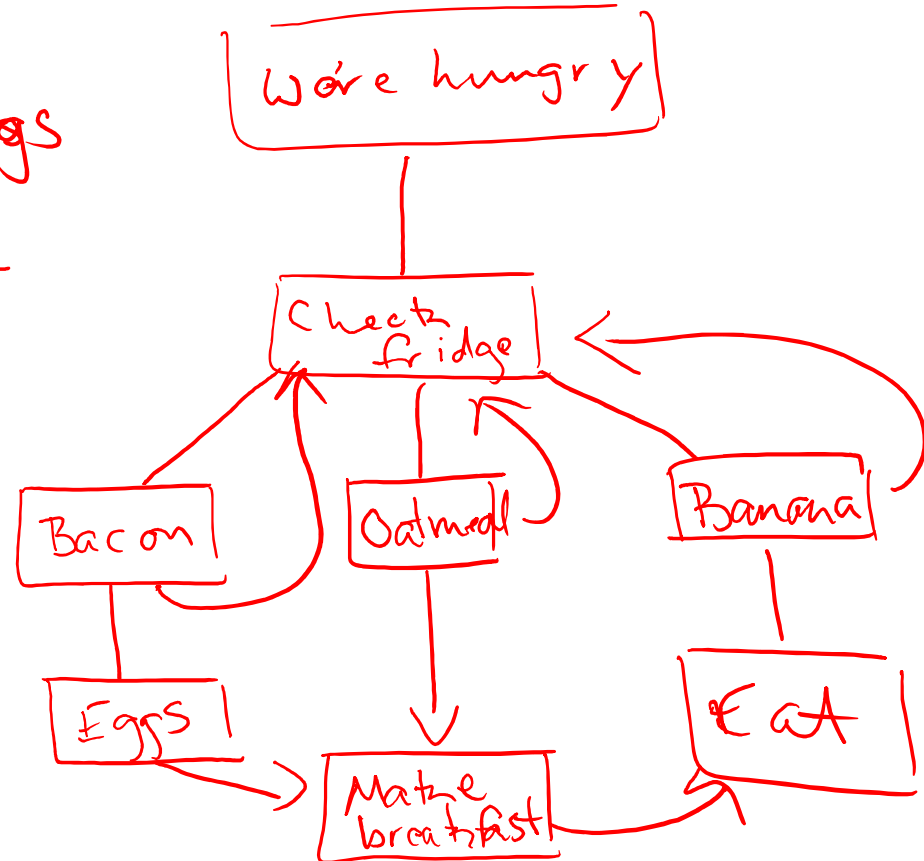 We're hungry
Check
fridge
Bacon
Oatmeal
Banana
Eggs
Eat
Make
breakfast